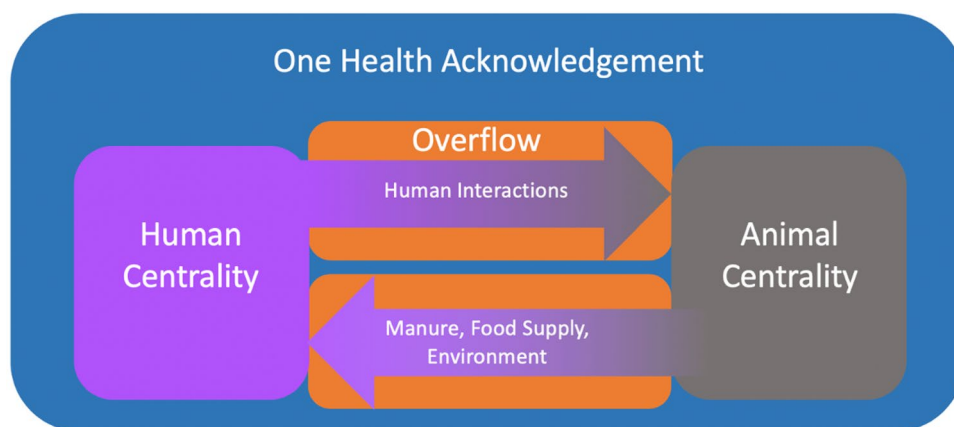 One Health Acknowledgement
Overflow
Human Interactions
Human
Centrality
Animal
Centrality
Manure, Food Supply,
Environment